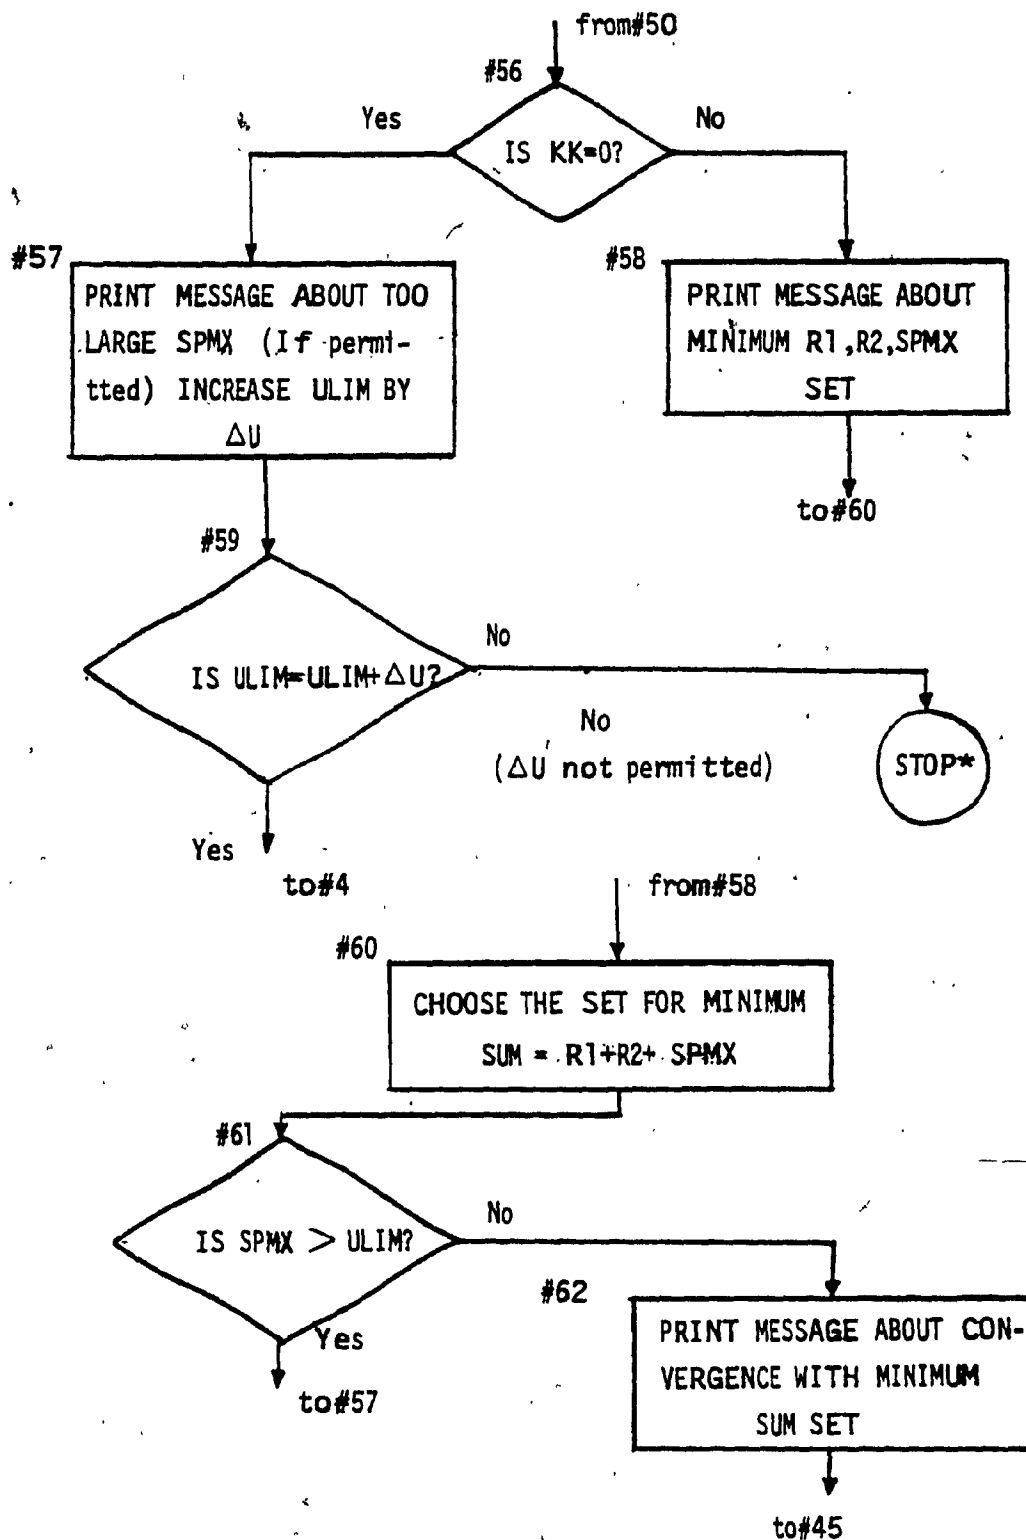 from#50
#56
Yes
No
IS KK=0?
#57
PRINT MESSAGE ABOUT TOO
LARGE SPMX (If permi-
tted) INCREASE ULIM BY
ΔU
#58
PRINT MESSAGE ABOUT
MINIMUM R1,R2,SPMX
SET
to#60
#59
No
IS ULIM=ULIM+ΔU?
No
(ΔU not permitted)
STOP*
Yes
to#4
from#58
#60
CHOOSE THE SET FOR MINIMUM
SUM = R1+R2+ SPMX
#61
No
IS SPMX > ULIM?
#62
Yes
to#57
PRINT MESSAGE ABOUT CON-
VERGENCE WITH MINIMUM
SUM SET
to#45